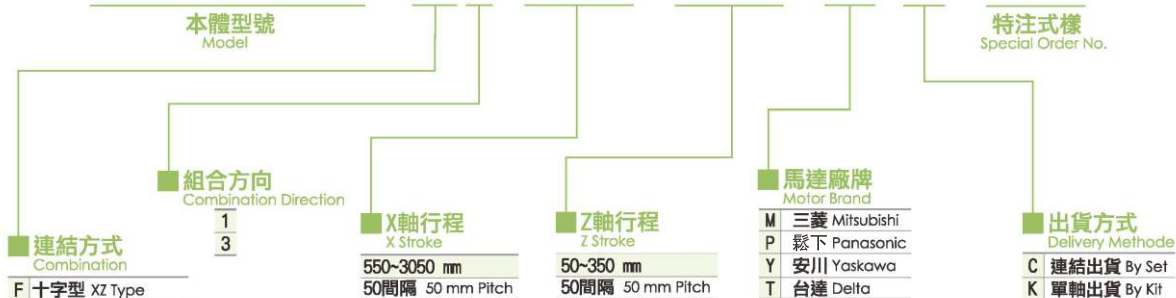 本體型號
Model
特注式樣
Special Order No.
組合方向
Combination Direction
1
3
馬達廠牌
Motor Brand
M 三菱 Mitsubishi
P 鬆下 Panasonic
Y 安川 Yaskawa
T 台達 Delta
X軸行程
X Stroke
550~3050 mm
50間隔 50 mm Pitch
Z軸行程
Z Stroke
50~350 mm
50間隔 50 mm Pitch
連結方式
Combination
F 十字型 XZ Type
出貨方式
Delivery Methode
C 連結出貨 By Set
K 單軸出貨 By Kit